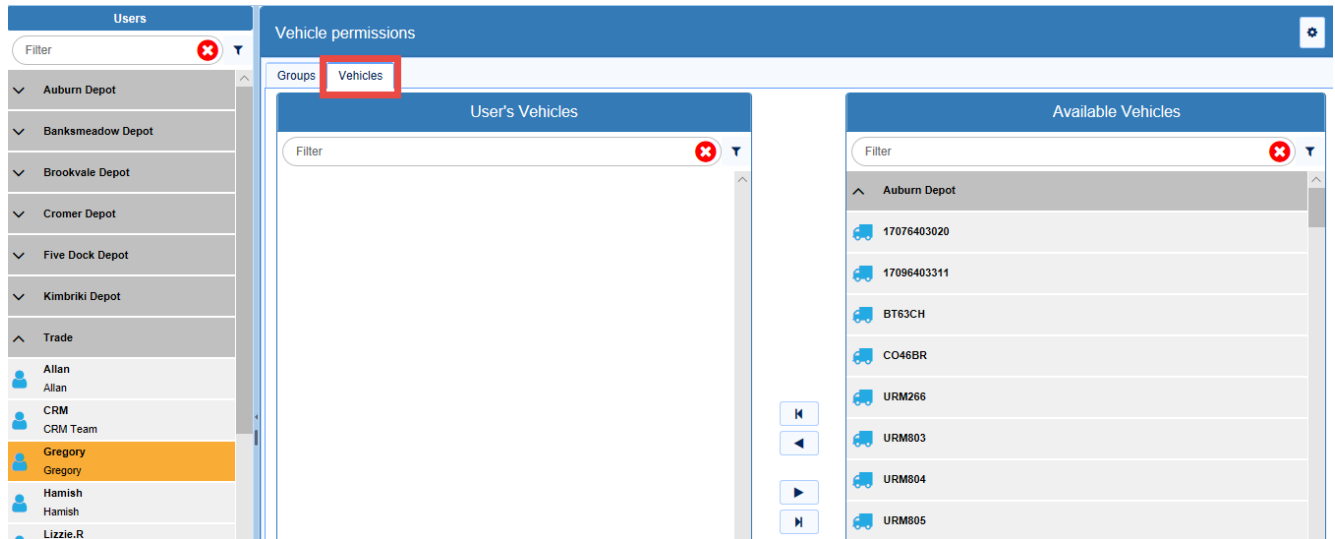 Users
Filter
Auburn Depot
Banksmeadow Depot
Brookvale Depot
Cromer Depot
Five Dock Depot
Kimbriki Depot
Trade
Allan
Allan
CRM
CRM Team
Gregory
Gregory
Hamish
Hamish
Lizzie.R
Vehicle permissions
Groups Vehicles
User's Vehicles
Filter
Available Vehicles
Filter
Auburn Depot
17076403020
17096403311
BT63CH
CO46BR
URM266
URM803
URM804
URM805